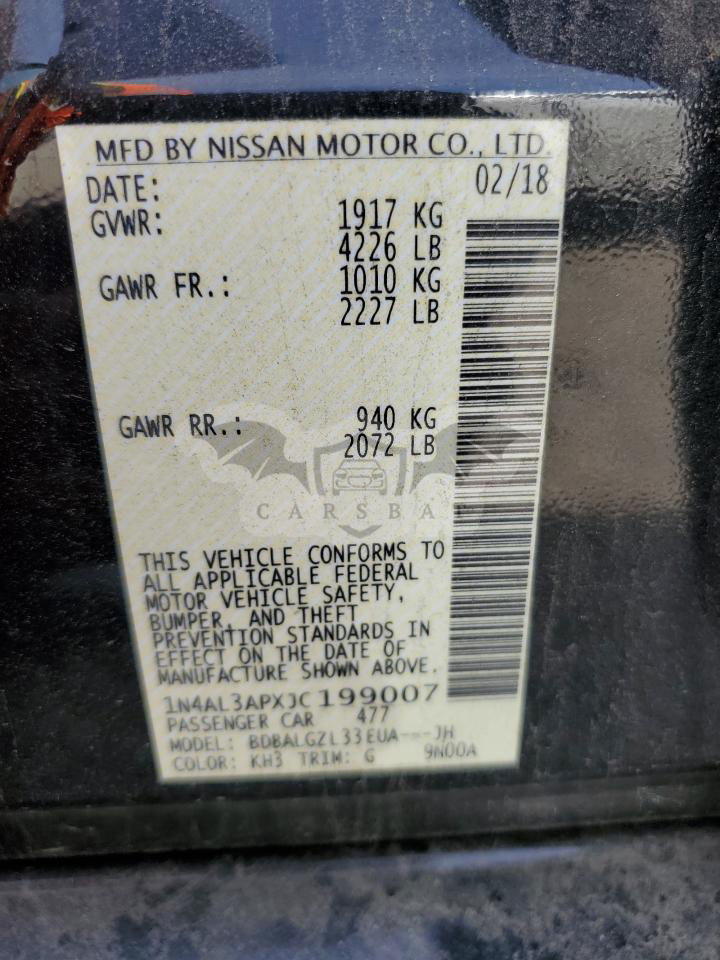 MFD BY NISSAN MOTOR CO., LTD.
DATE: 02/18
GVWR: 1917 KG
4226 LB
GAWR FR.: 1010 KG
2227 LB
GAWR RR.: 940 KG
2072 LB
CARSBAT
THIS VEHICLE CONFORMS TO
ALL APPLICABLE FEDERAL
MOTOR VEHICLE SAFETY,
BUMPER, AND THEFT
PREVENTION STANDARDS IN
EFFECT ON THE DATE OF
MANUFACTURE SHOWN ABOVE.
1N4AL3APXJC199007
PASSENGER CAR 477
MODEL: BDBALGZL33EUA---JH
COLOR: KH3 TRIM: G 9N00A